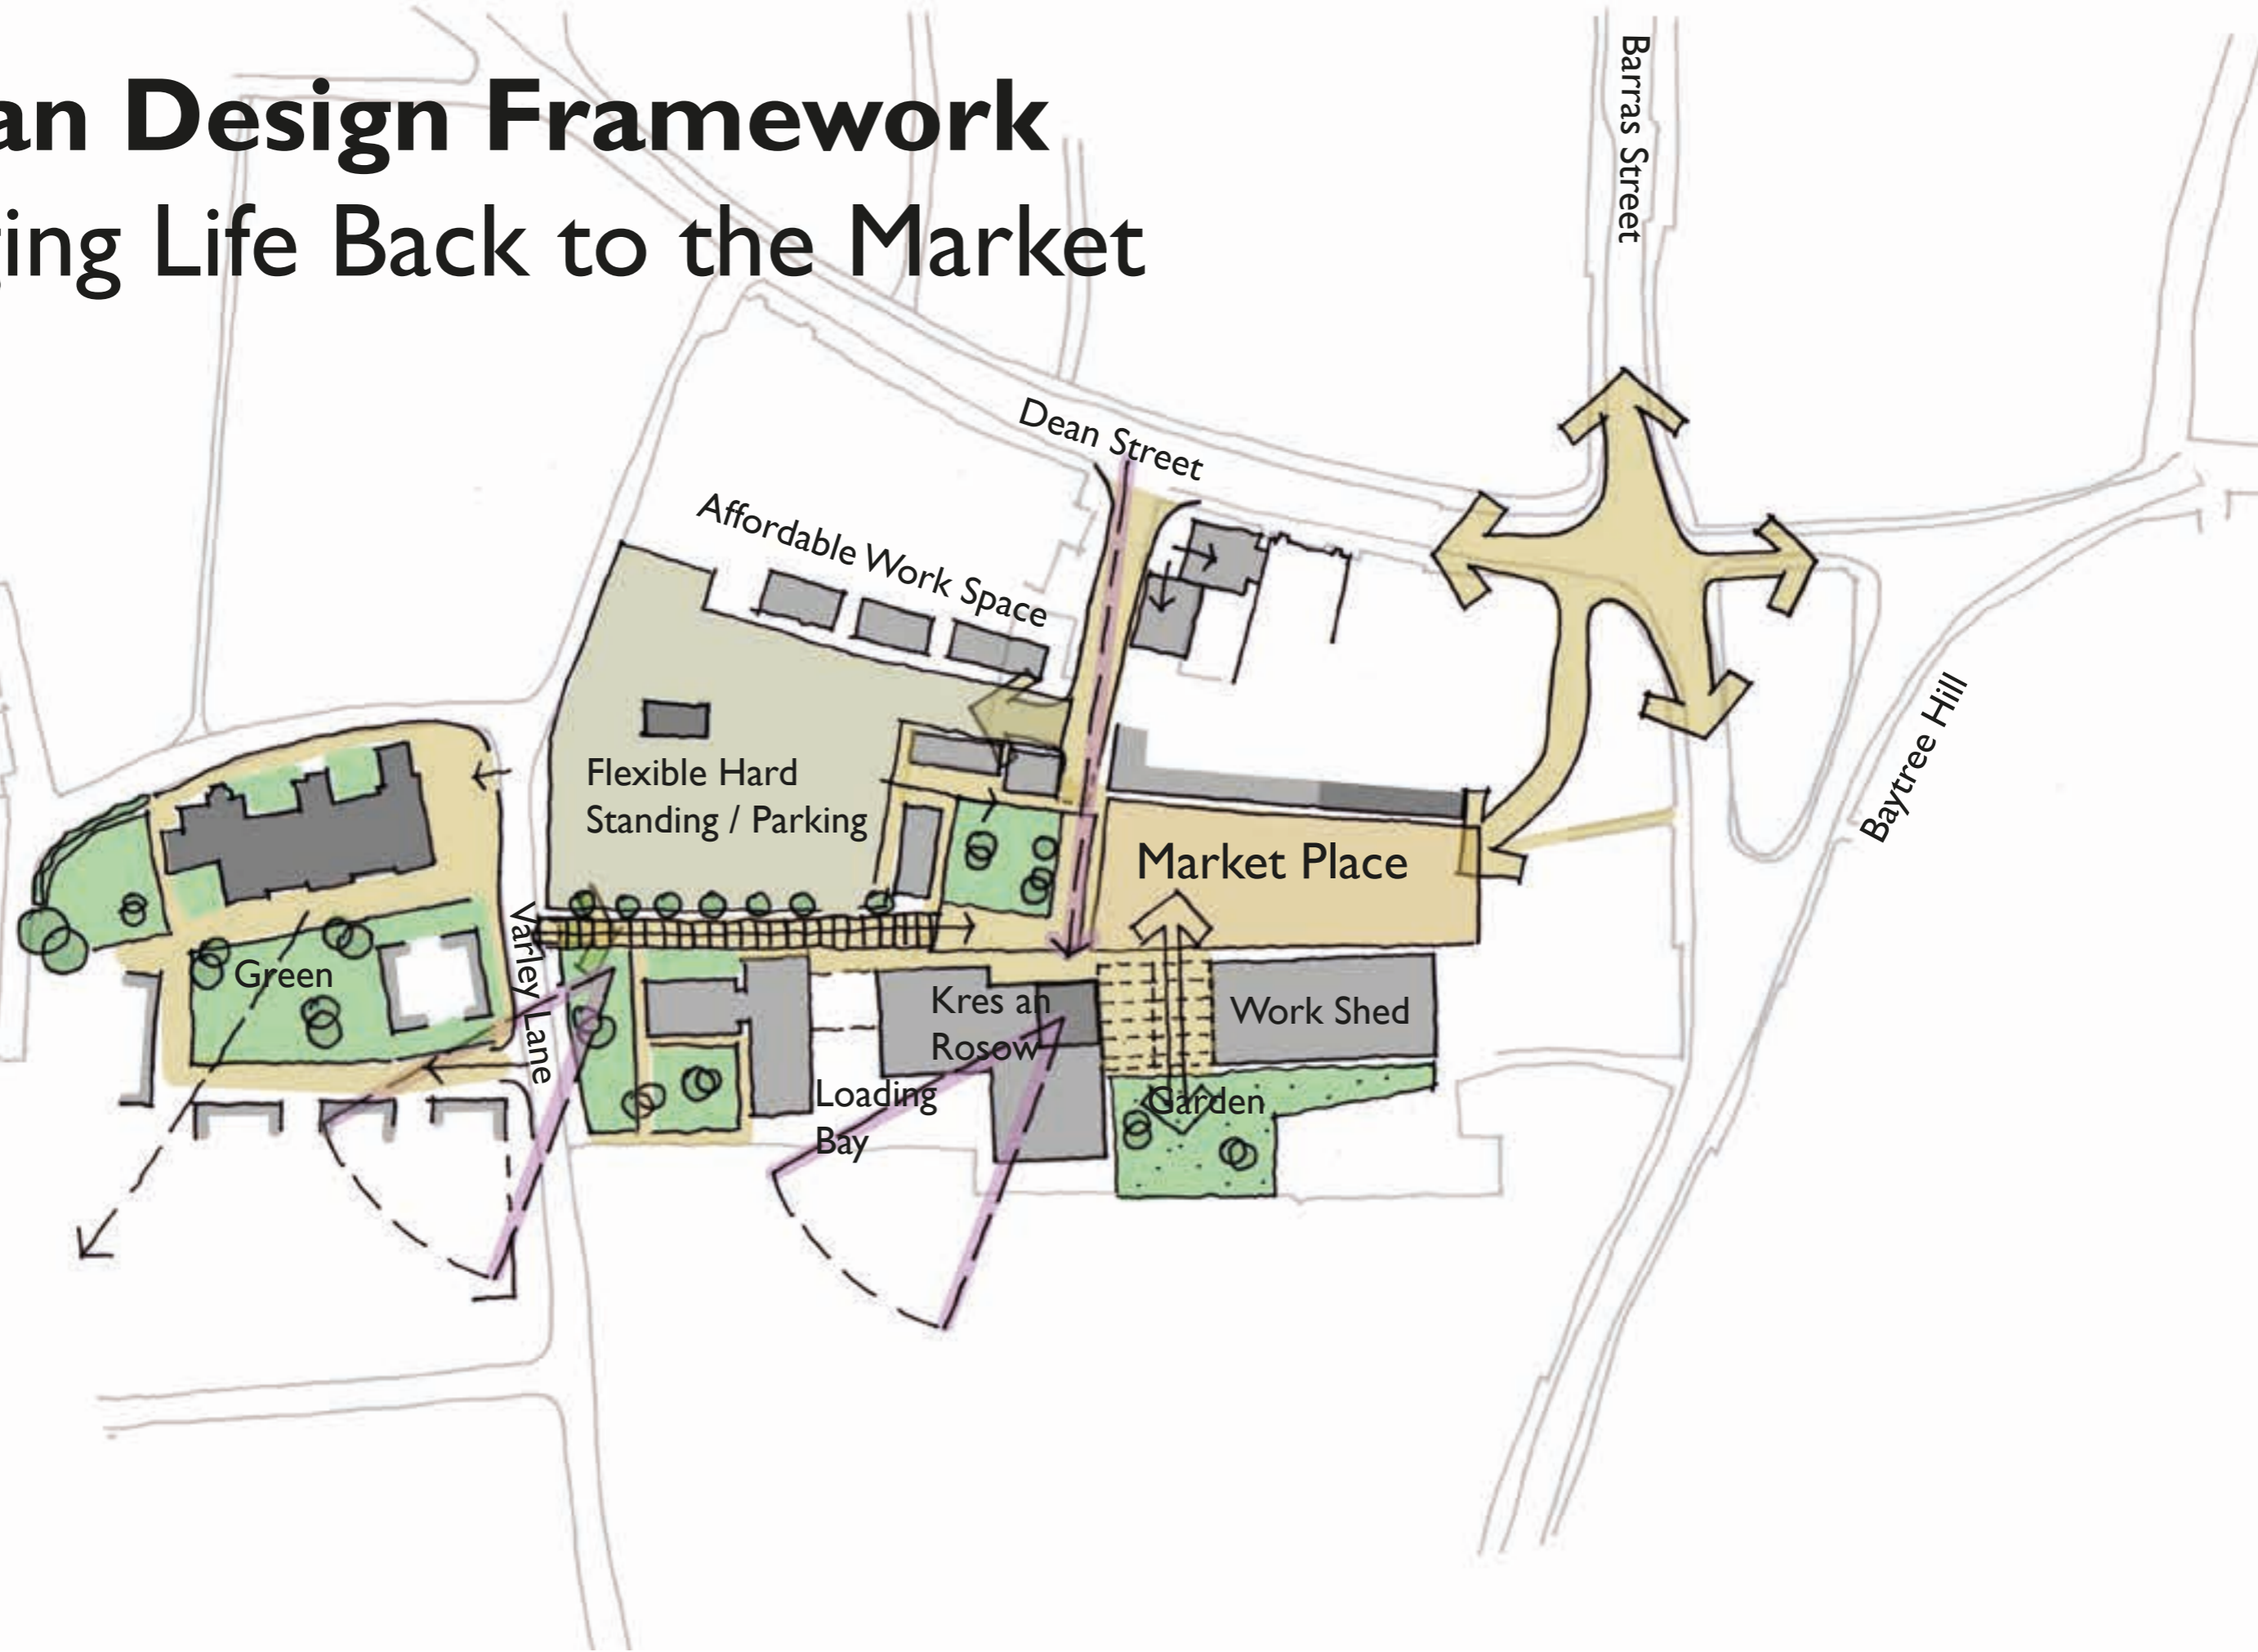 an Design Framework
ging Life Back to the Market
Barras Street
Dean Street
Affordable Work Space
Baytree Hill
Flexible Hard
Standing / Parking
Market Place
Varley Lane
Green
Kres an
Rosow
Work Shed
Loading
Bay
Garden